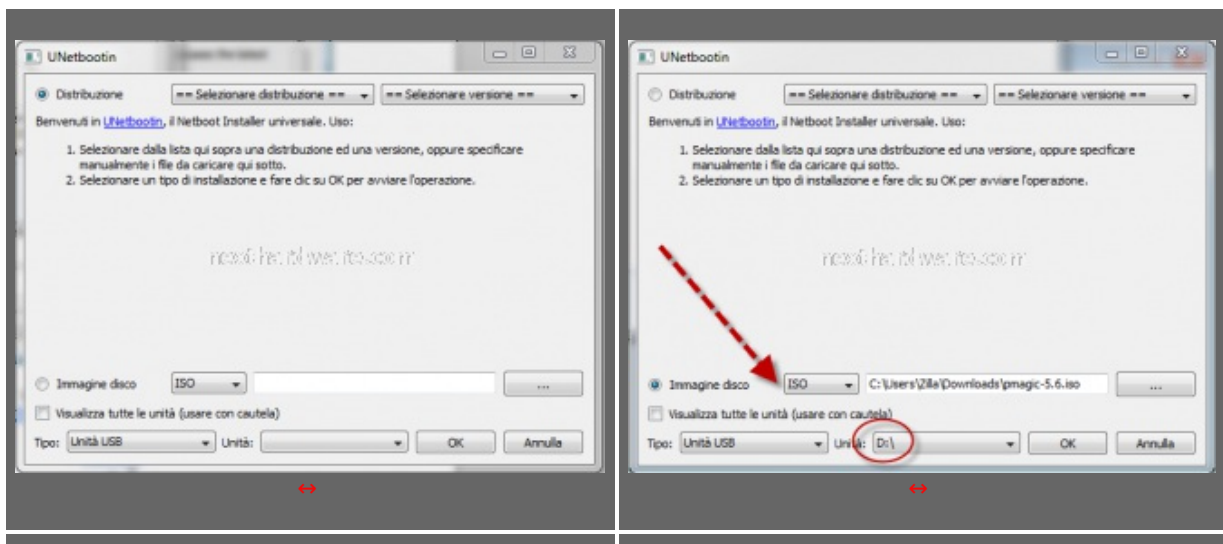 UNetbootin
Distribuzione
== Selezionare distribuzione ==
== Selezionare versione ==
Benvenuti in UNetbootin, il Netboot Installer universale. Uso:
1. Selezionare dalla lista qui sopra una distribuzione ed una versione, oppure specificare
manualmente i file da caricare qui sotto.
2. Selezionare un tipo di installazione e fare clic su OK per avviare l'operazione.
Immagine disco
ISO
...
Visualizza tutte le unità (usare con cautela)
Tipo: Unità USB
Unità:
OK
Annulla
UNetbootin
Distribuzione
== Selezionare distribuzione ==
== Selezionare versione ==
Benvenuti in UNetbootin, il Netboot Installer universale. Uso:
1. Selezionare dalla lista qui sopra una distribuzione ed una versione, oppure specificare
manualmente i file da caricare qui sotto.
2. Selezionare un tipo di installazione e fare clic su OK per avviare l'operazione.
Immagine disco
ISO
C:\Users\Zilla\Downloads\pmagic-5.6.iso
...
Visualizza tutte le unità (usare con cautela)
Tipo: Unità USB
Unità: D:\
OK
Annulla